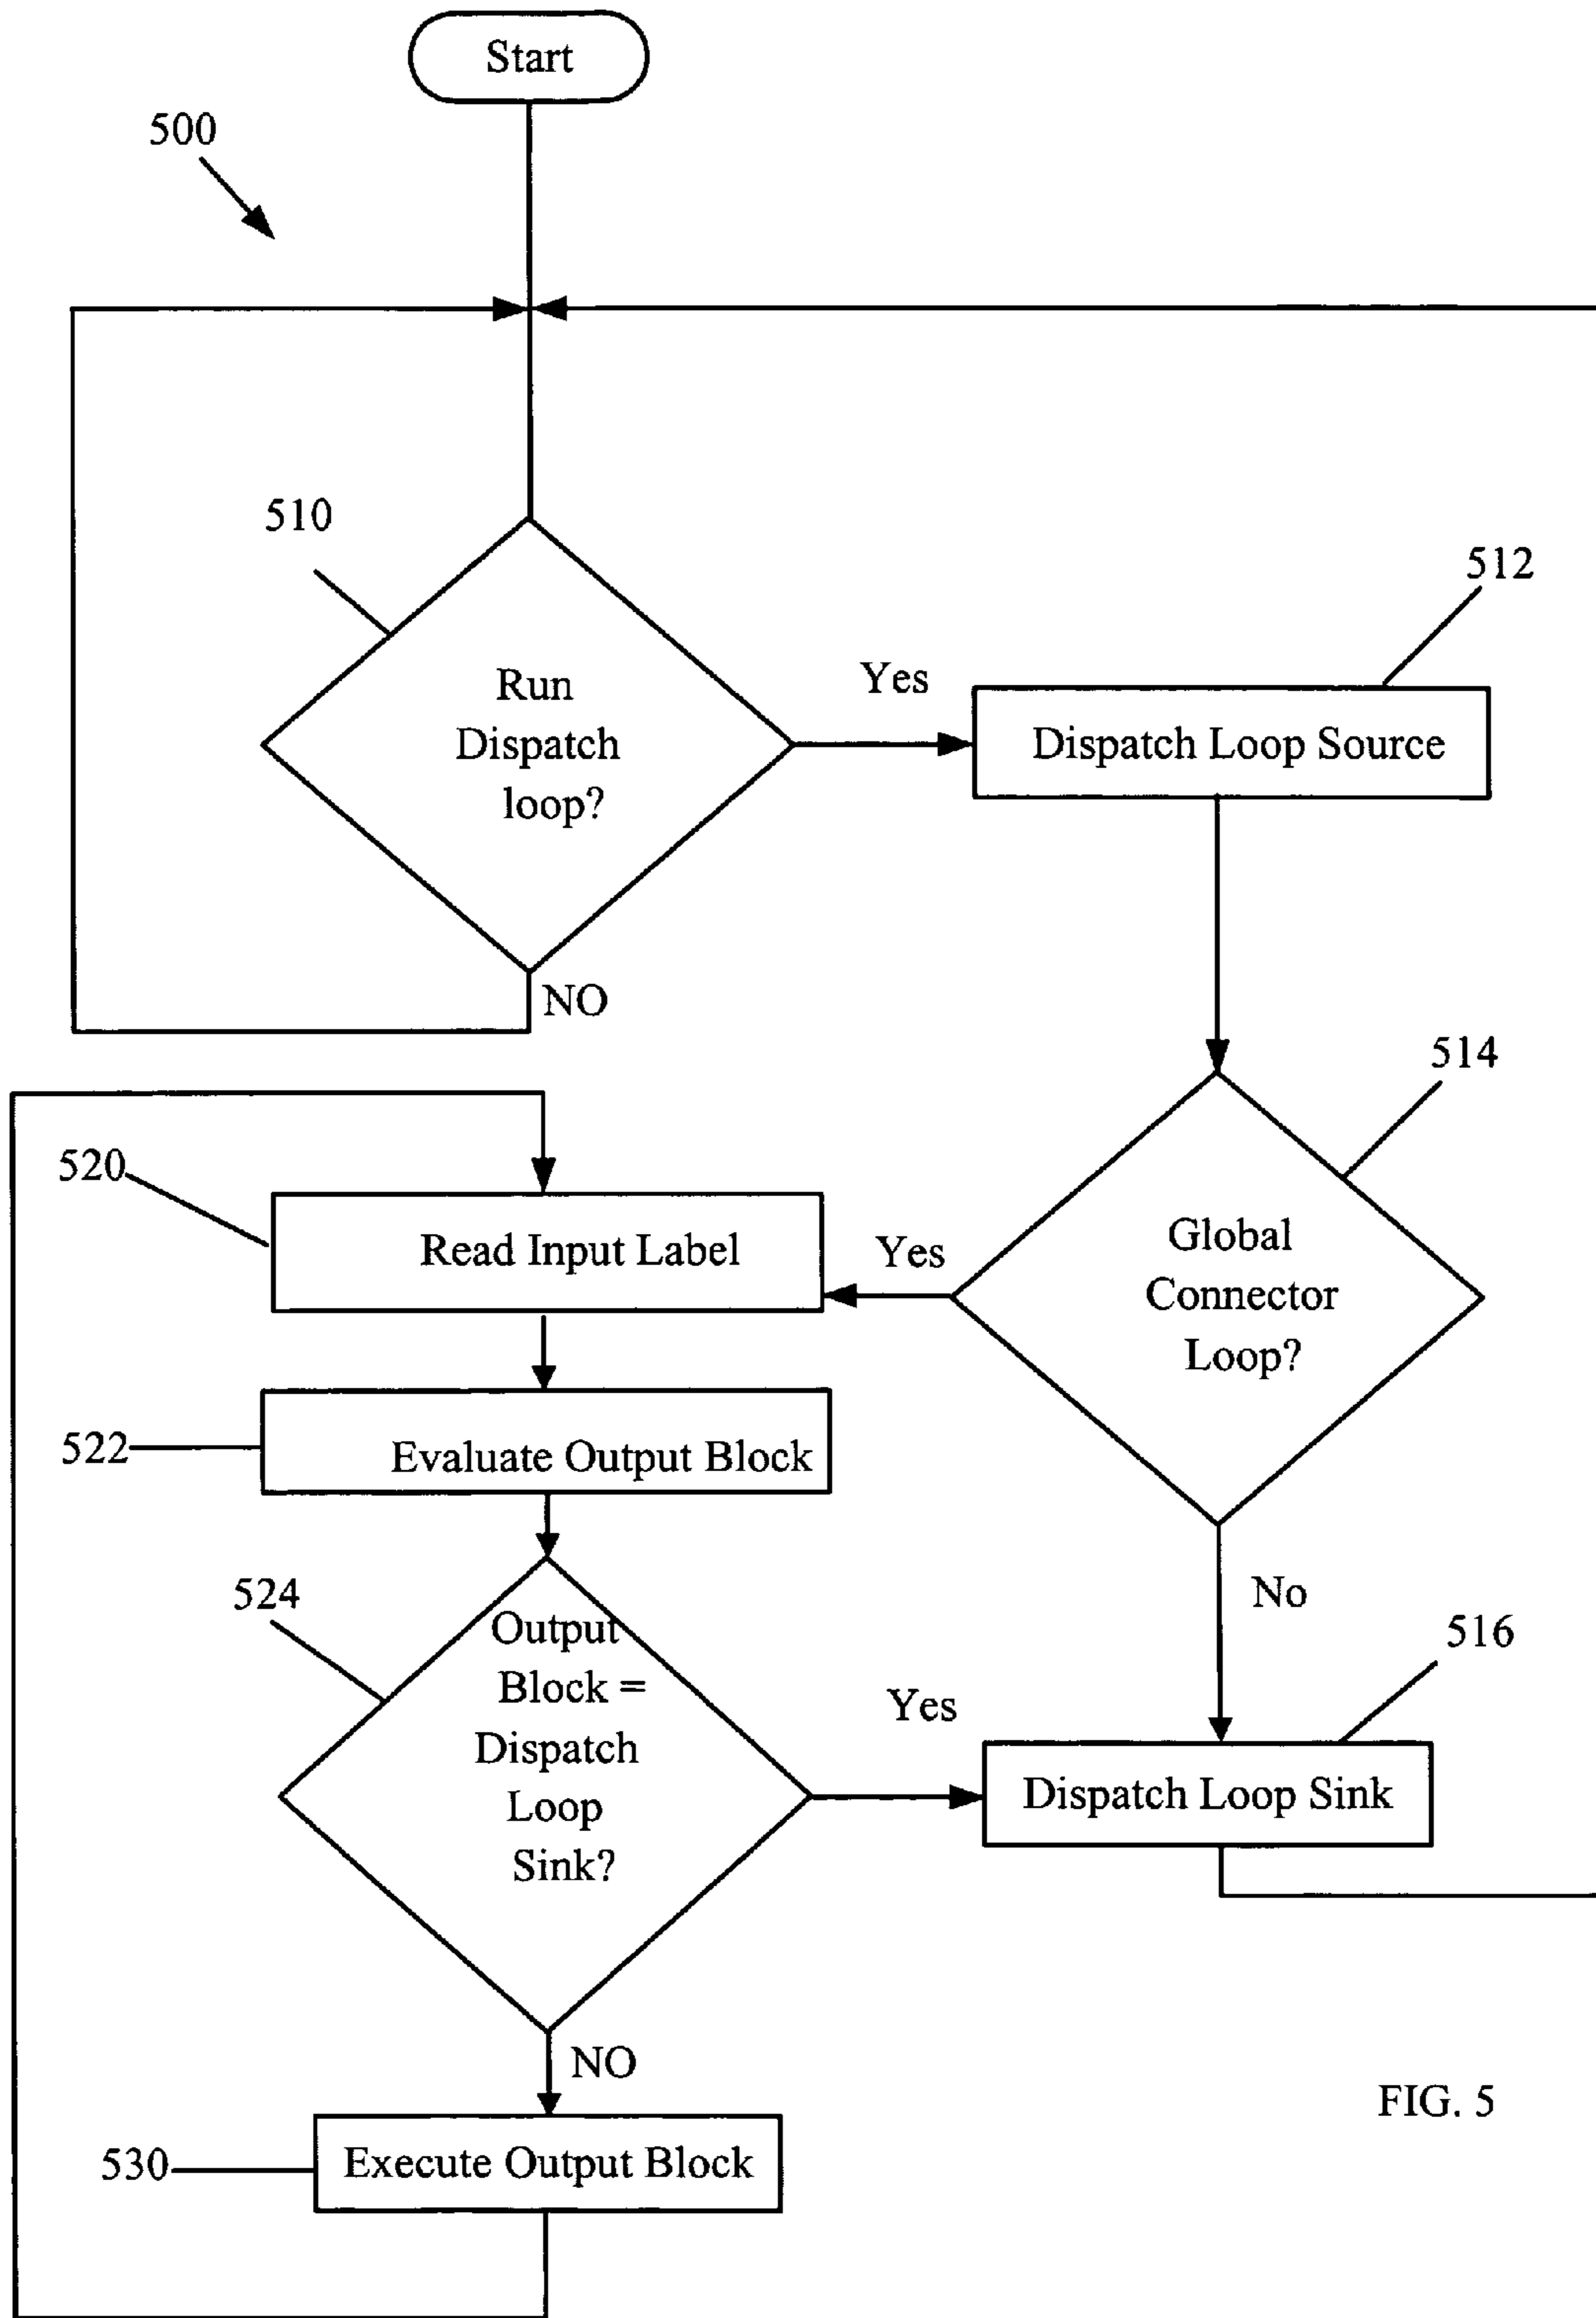 Start
500
510
512
Run
Dispatch
loop?
Yes
Dispatch Loop Source
NO
514
520
Read Input Label
Yes
Global
Connector
Loop?
522
Evaluate Output Block
524
Output
Block =
Dispatch
Loop
Sink?
Yes
No
516
Dispatch Loop Sink
NO
530
Execute Output Block
FIG. 5